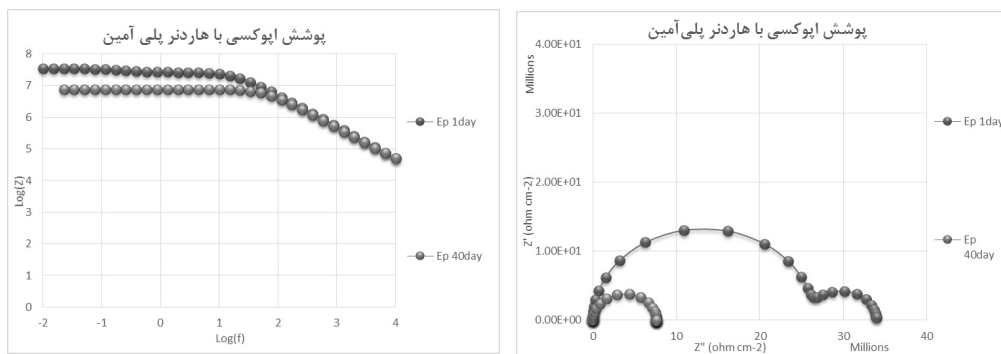 پوشش اپوکسی با هاردنر پلی آمین
8
7
6
5
4
3
2
1
0
Log(Z)
-2 -1 0 1 2 3 4
Log(f)
Ep 1day
Ep 40day
پوشش اپوکسی با هاردنر پلی‌آمین
4.00E+01
3.00E+01
2.00E+01
1.00E+01
0.00E+00
Millions
Z' (ohm cm-2)
0 10 20 30 40
Z" (ohm cm-2) Millions
Ep 1day
Ep
40day